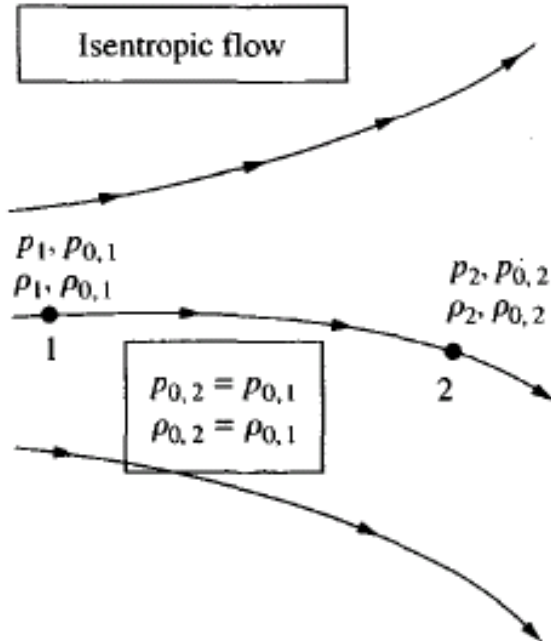 Isentropic flow
p₁, p₀,₁
ρ₁, ρ₀,₁
1
p₂, p₀,₂
ρ₂, ρ₀,₂
2
p₀,₂ = p₀,₁
ρ₀,₂ = ρ₀,₁